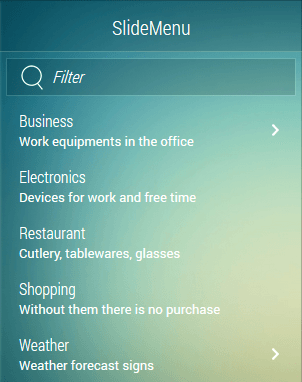 SlideMenu
Filter
Business
Work equipments in the office
Electronics
Devices for work and free time
Restaurant
Cutlery, tablewares, glasses
Shopping
Without them there is no purchase
Weather
Weather forecast signs